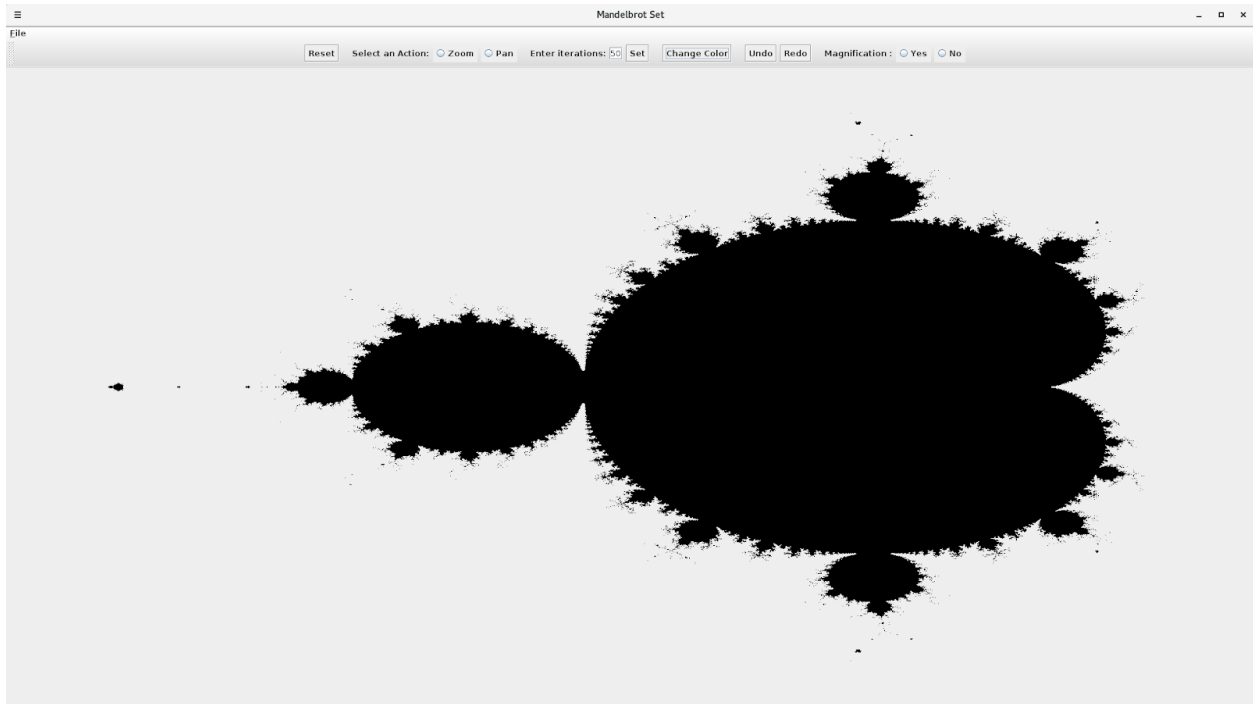 Mandelbrot Set
File
Reset Select an Action: Zoom Pan Enter iterations: 50 Set Change Color Undo Redo Magnification : Yes No